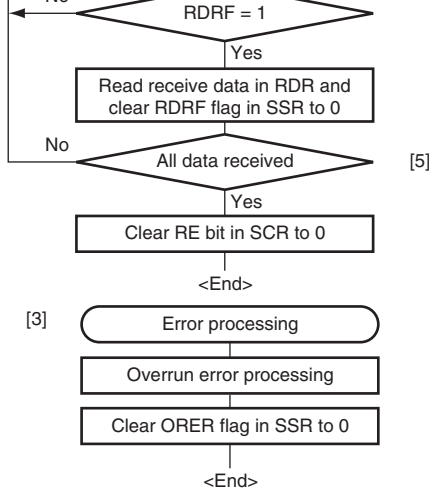 No
RDRF = 1
Yes
Read receive data in RDR and
clear RDRF flag in SSR to 0
No
All data received
[5]
Yes
Clear RE bit in SCR to 0
<End>
[3]
Error processing
Overrun error processing
Clear ORER flag in SSR to 0
<End>